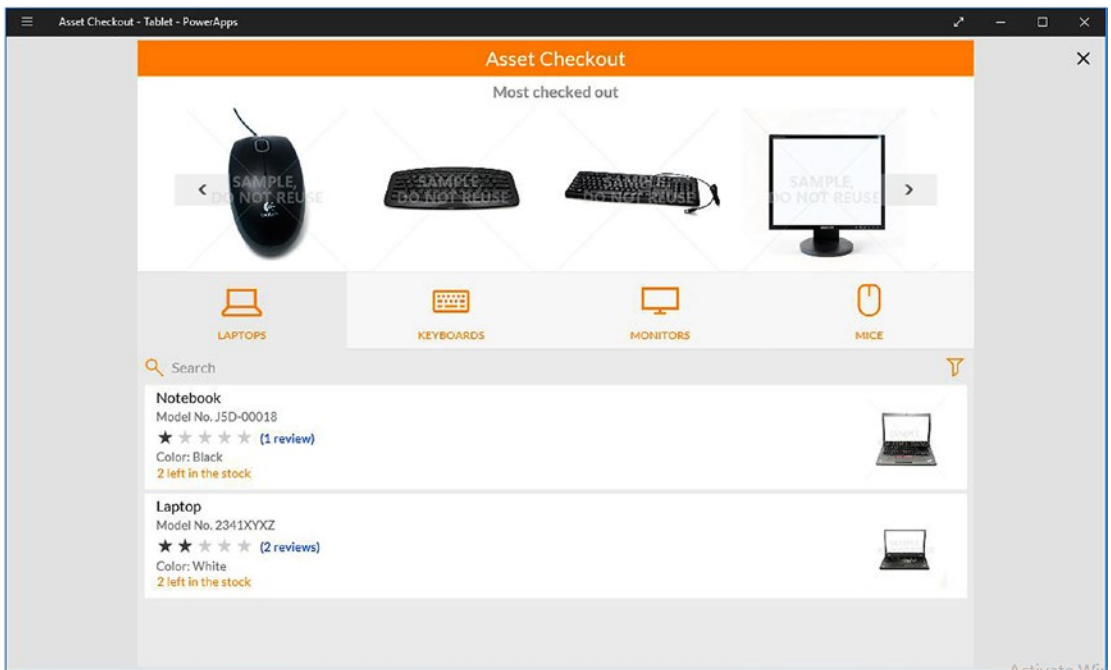 Asset Checkout - Tablet - PowerApps
Asset Checkout
Most checked out
SAMPLE, DO NOT REUSE
SAMPLE, DO NOT REUSE
SAMPLE, DO NOT REUSE
SAMPLE, DO NOT REUSE
LAPTOPS
KEYBOARDS
MONITORS
MICE
Search
Notebook
Model No. J5D-00018
(1 review)
Color: Black
2 left in the stock
Laptop
Model No. 2341XYXZ
(2 reviews)
Color: White
2 left in the stock